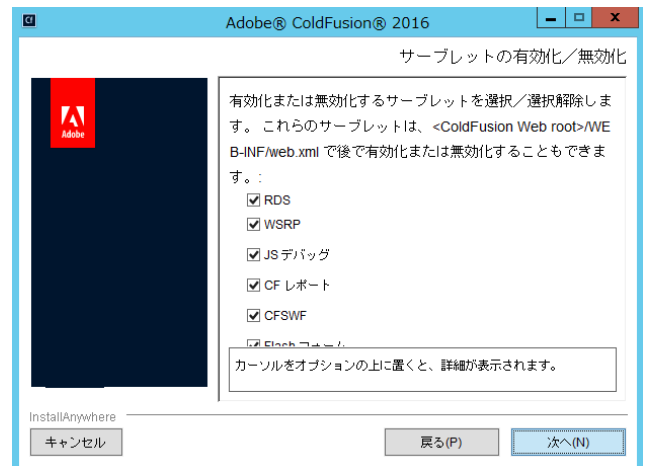 Cf
Adobe® ColdFusion® 2016
サーブレットの有効化／無効化
Adobe
有効化または無効化するサーブレットを選択／選択解除しま
す。 これらのサーブレットは、<ColdFusion Web root>/WE
B-INF/web.xml で後で有効化または無効化することもできま
す。:
RDS
WSRP
JS デバッグ
CF レポート
CFSWF
Flash フォーム
カーソルをオプションの上に置くと、詳細が表示されます。
InstallAnywhere
キャンセル
戻る(P)
次へ(N)